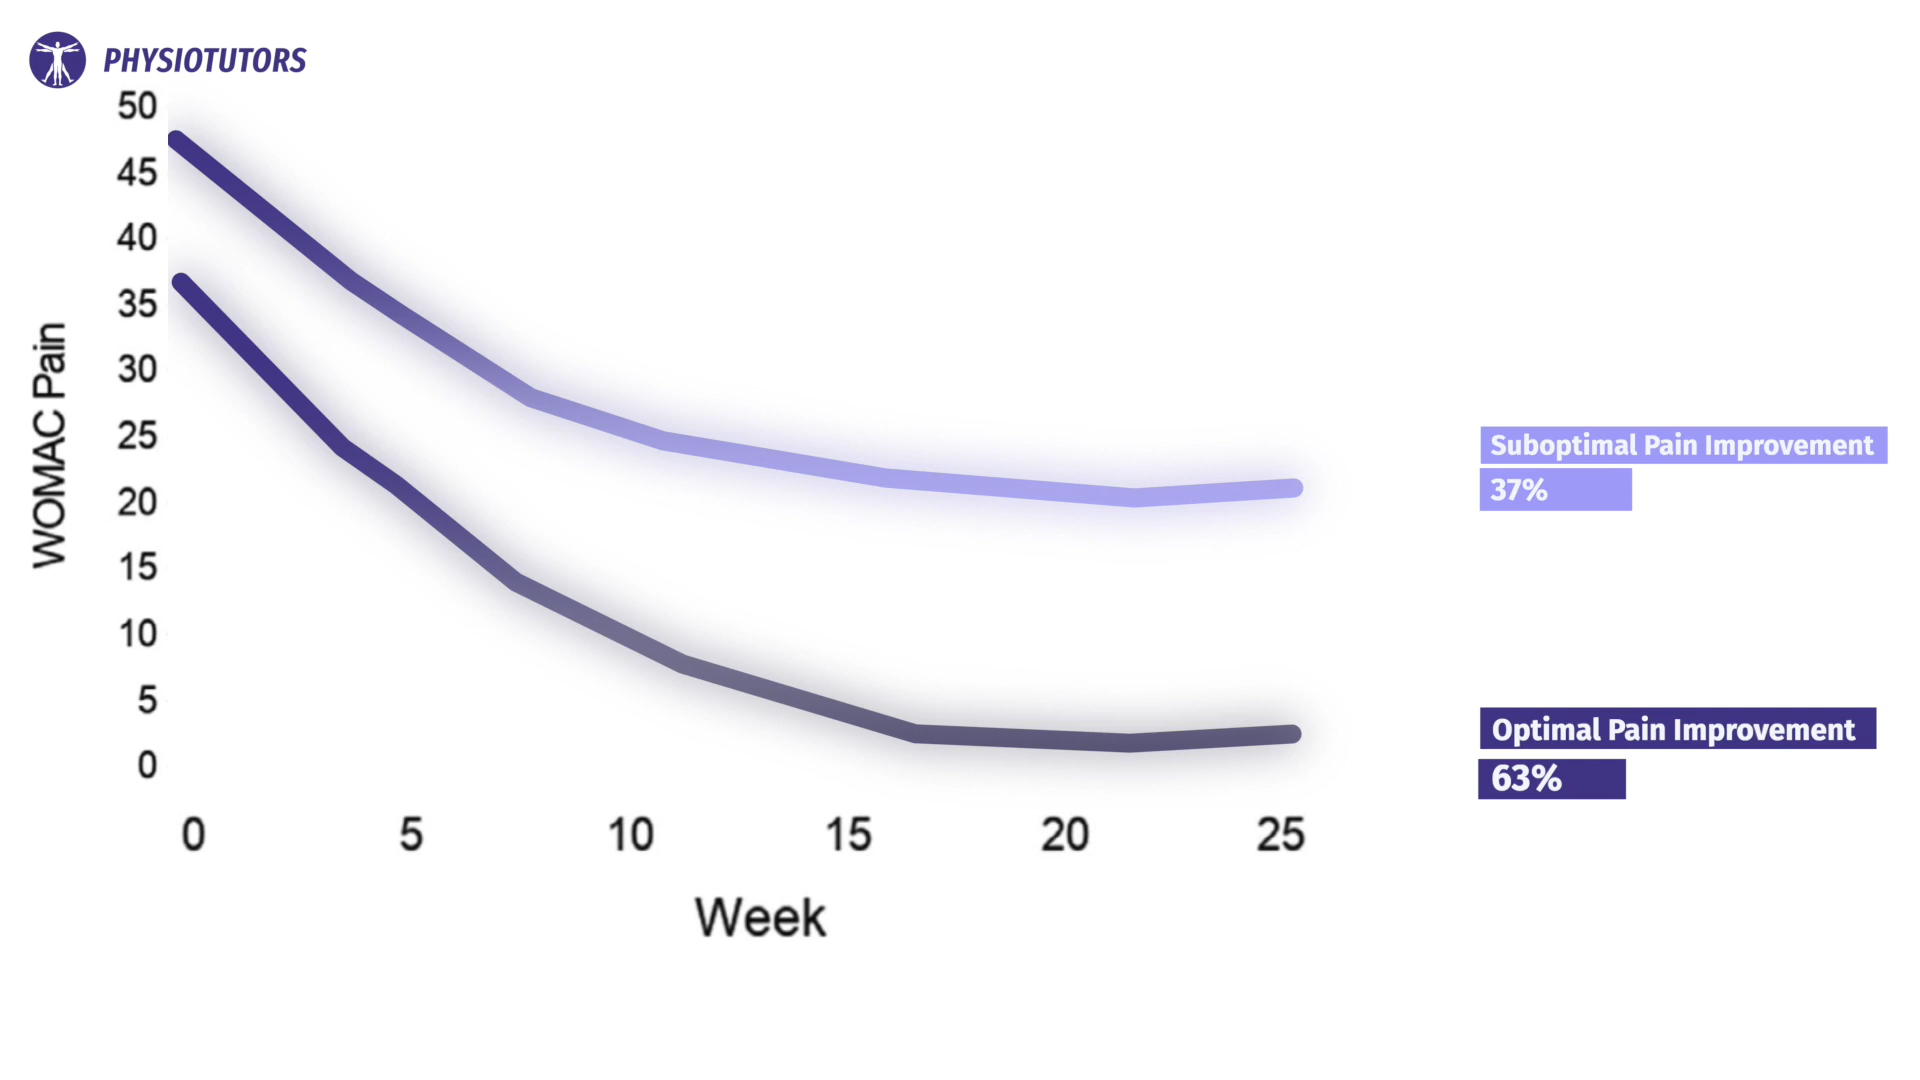 PHYSIOTUTORS
50
45
40
35
30
25
20
15
10
5
0
WOMAC Pain
0 5 10 15 20 25
Week
Suboptimal Pain Improvement
37%
Optimal Pain Improvement
63%